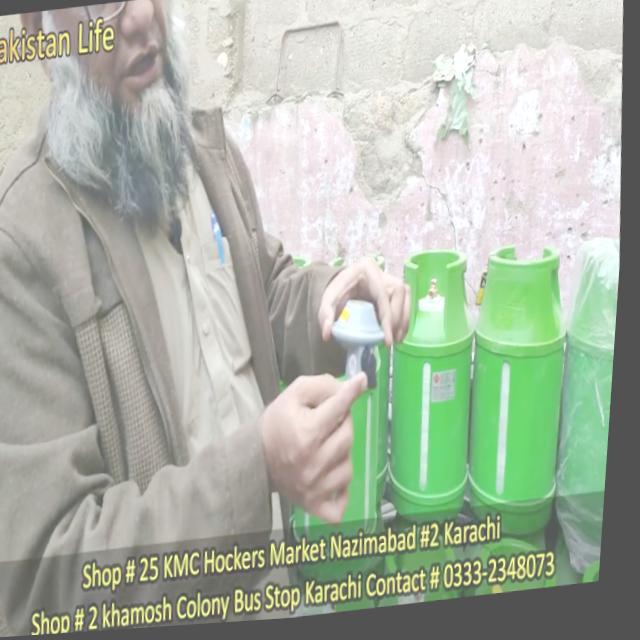 akistan Life
Shop # 25 KMC Hockers Market Nazimabad #2 Karachi
Shop # 2 khamosh Colony Bus Stop Karachi Contact # 0333-2348073